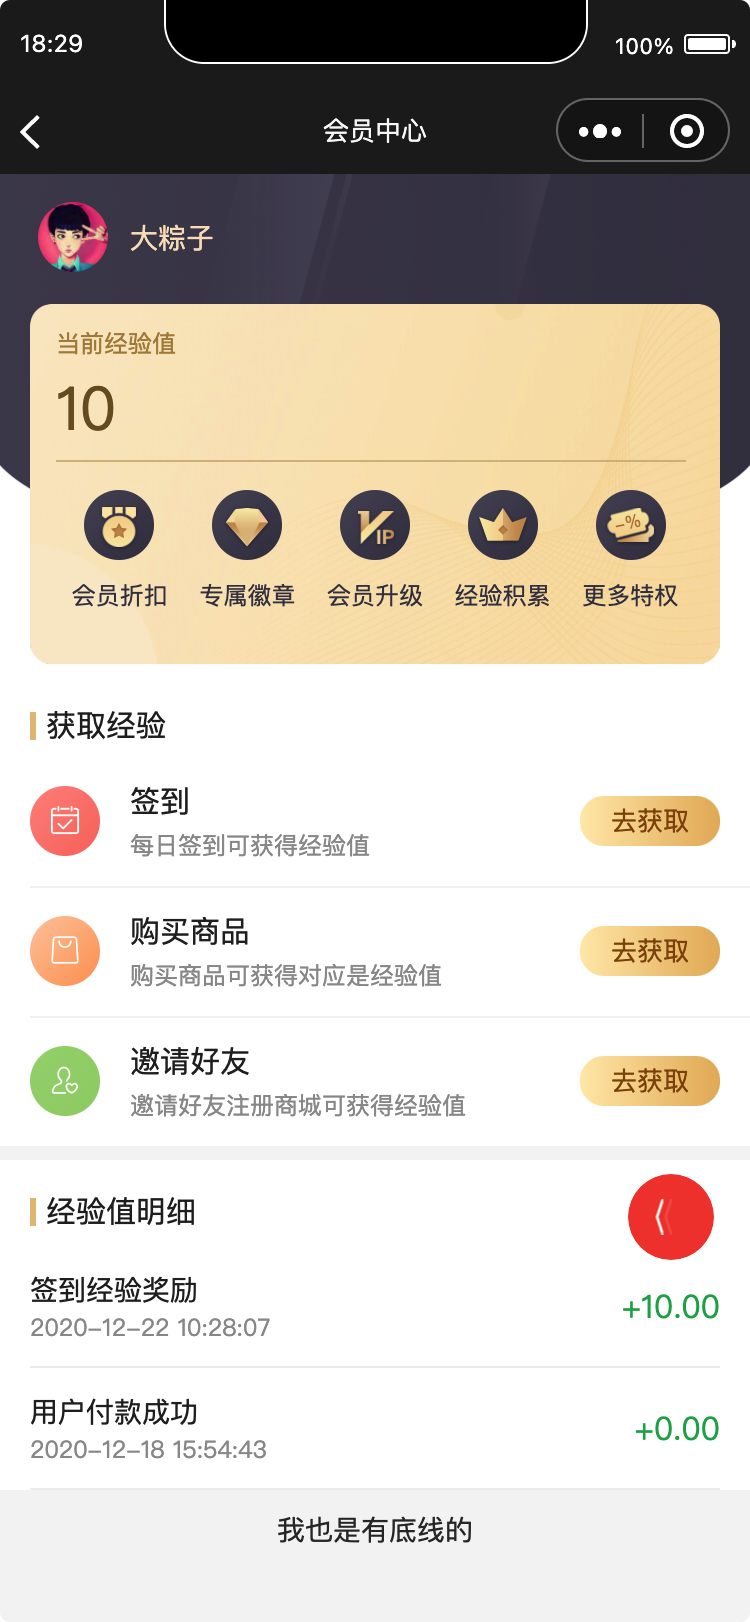 18:29
100%
会员中心
大粽子
当前经验值
10
VIP
-%
会员折扣
专属徽章
会员升级
经验积累
更多特权
获取经验
签到
每日签到可获得经验值
去获取
购买商品
购买商品可获得对应是经验值
去获取
邀请好友
邀请好友注册商城可获得经验值
去获取
经验值明细
签到经验奖励
2020-12-22 10:28:07
+10.00
用户付款成功
2020-12-18 15:54:43
+0.00
我也是有底线的